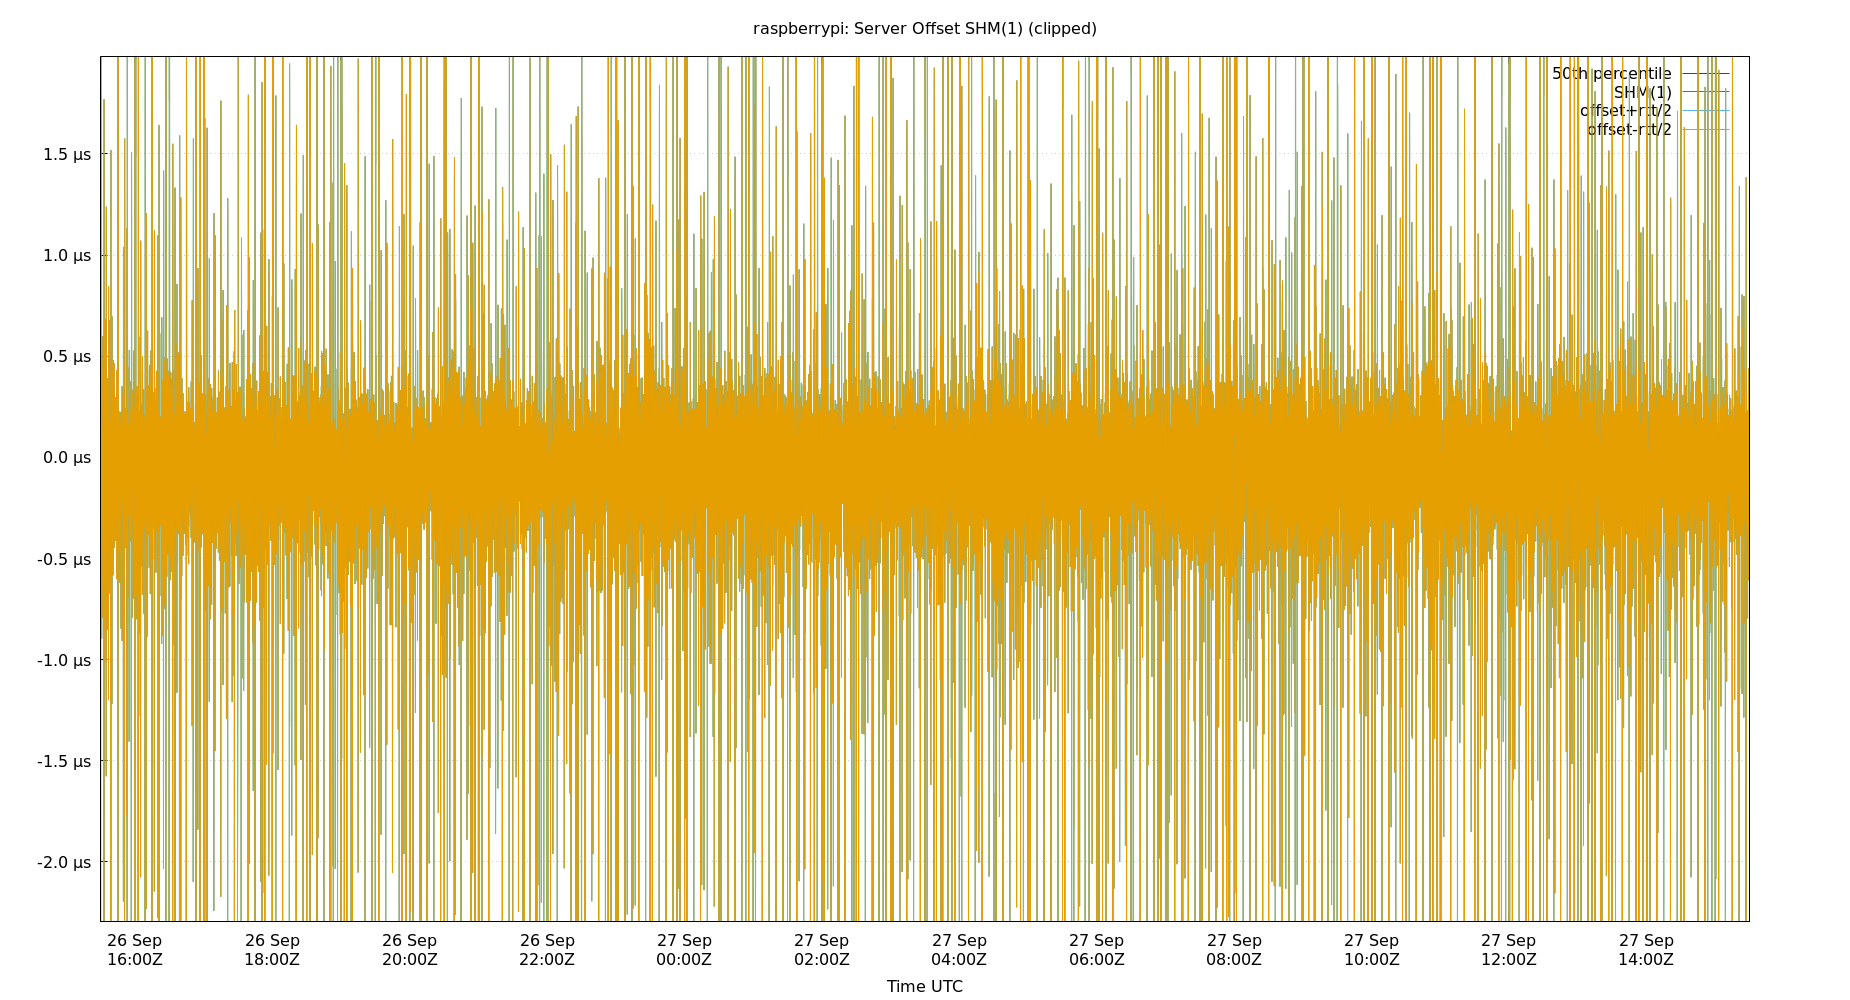 raspberrypi: Server Offset SHM(1) (clipped)
50th percentile
SHM(1)
offset+rtt/2
offset-rtt/2
1.5 µs
1.0 µs
0.5 µs
0.0 µs
-0.5 µs
-1.0 µs
-1.5 µs
-2.0 µs
26 Sep 26 Sep 26 Sep 26 Sep 27 Sep 27 Sep 27 Sep 27 Sep 27 Sep 27 Sep 27 Sep 27 Sep
16:00Z 18:00Z 20:00Z 22:00Z 00:00Z 02:00Z 04:00Z 06:00Z 08:00Z 10:00Z 12:00Z 14:00Z
Time UTC